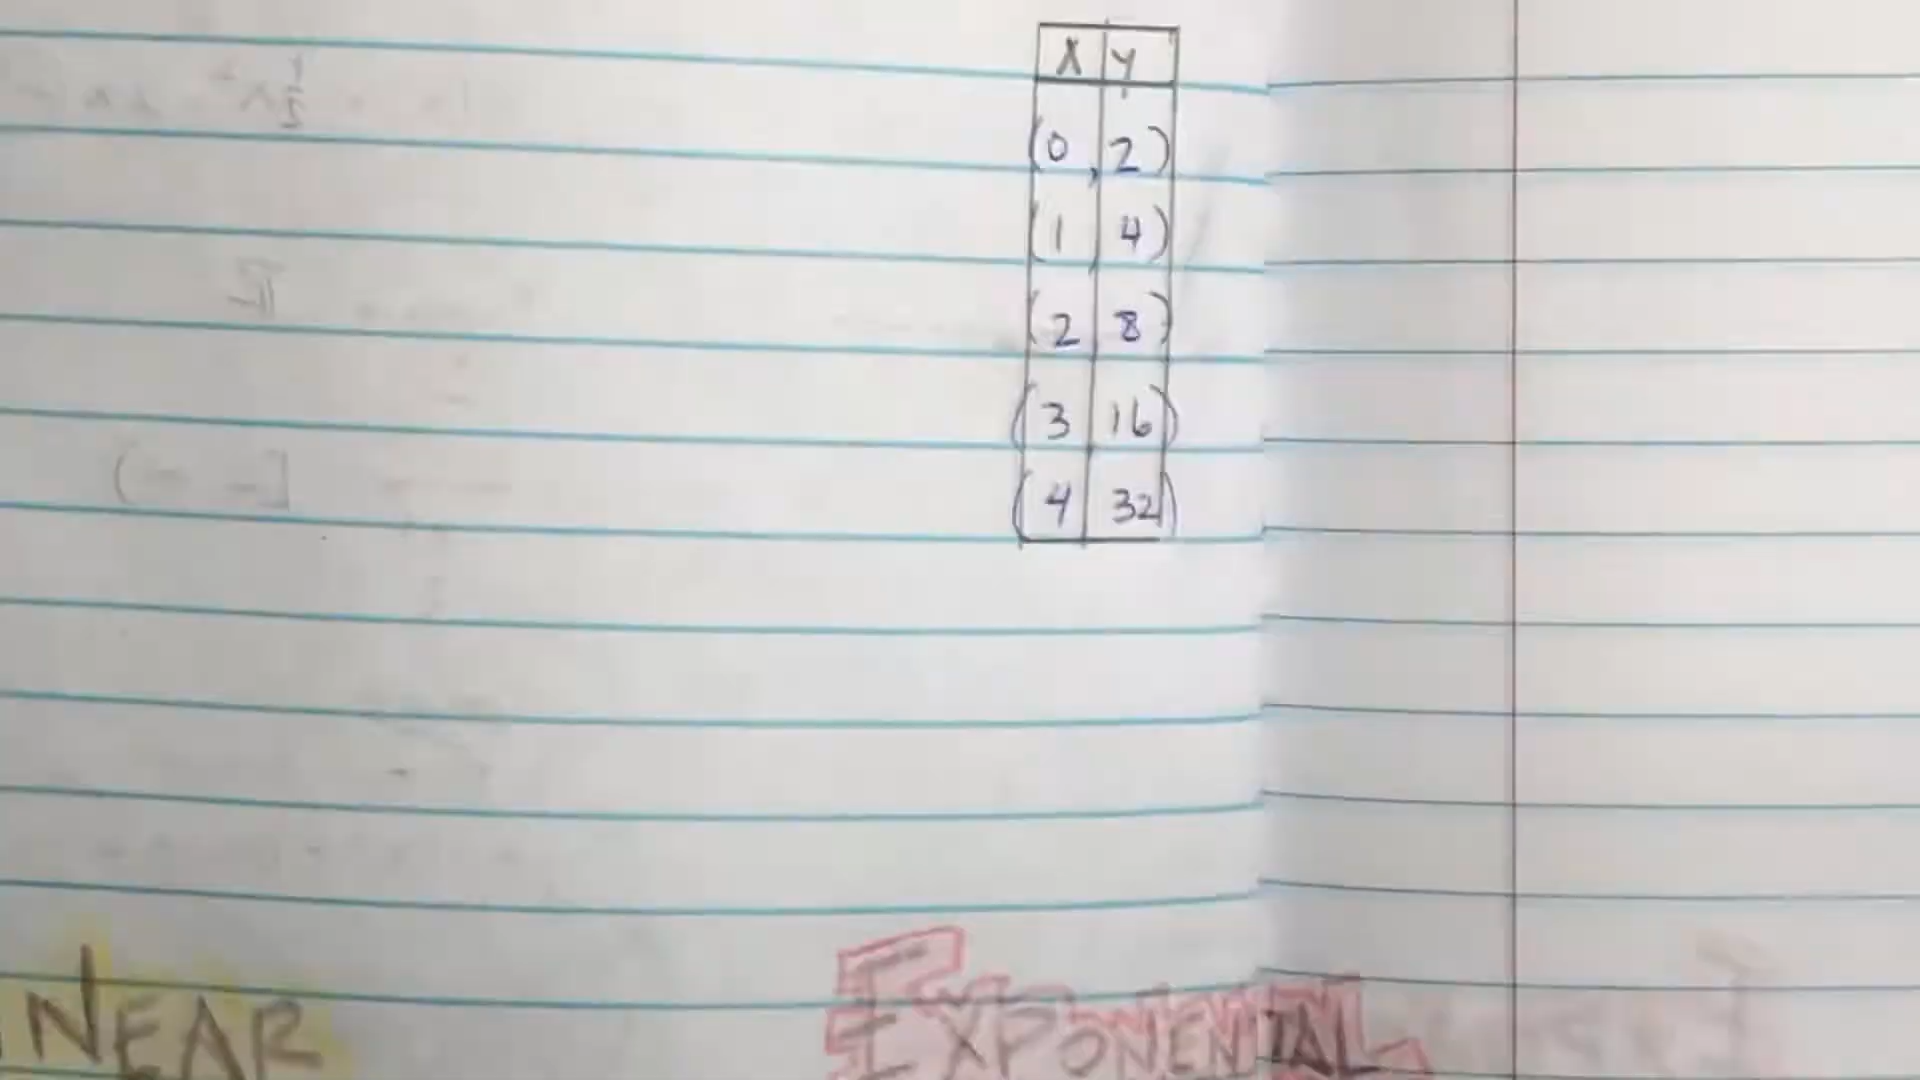 X Y
(0, 2)
(1, 4)
(2 8)
(3 16)
(4 32)
NEAR
EXPONENTIAL